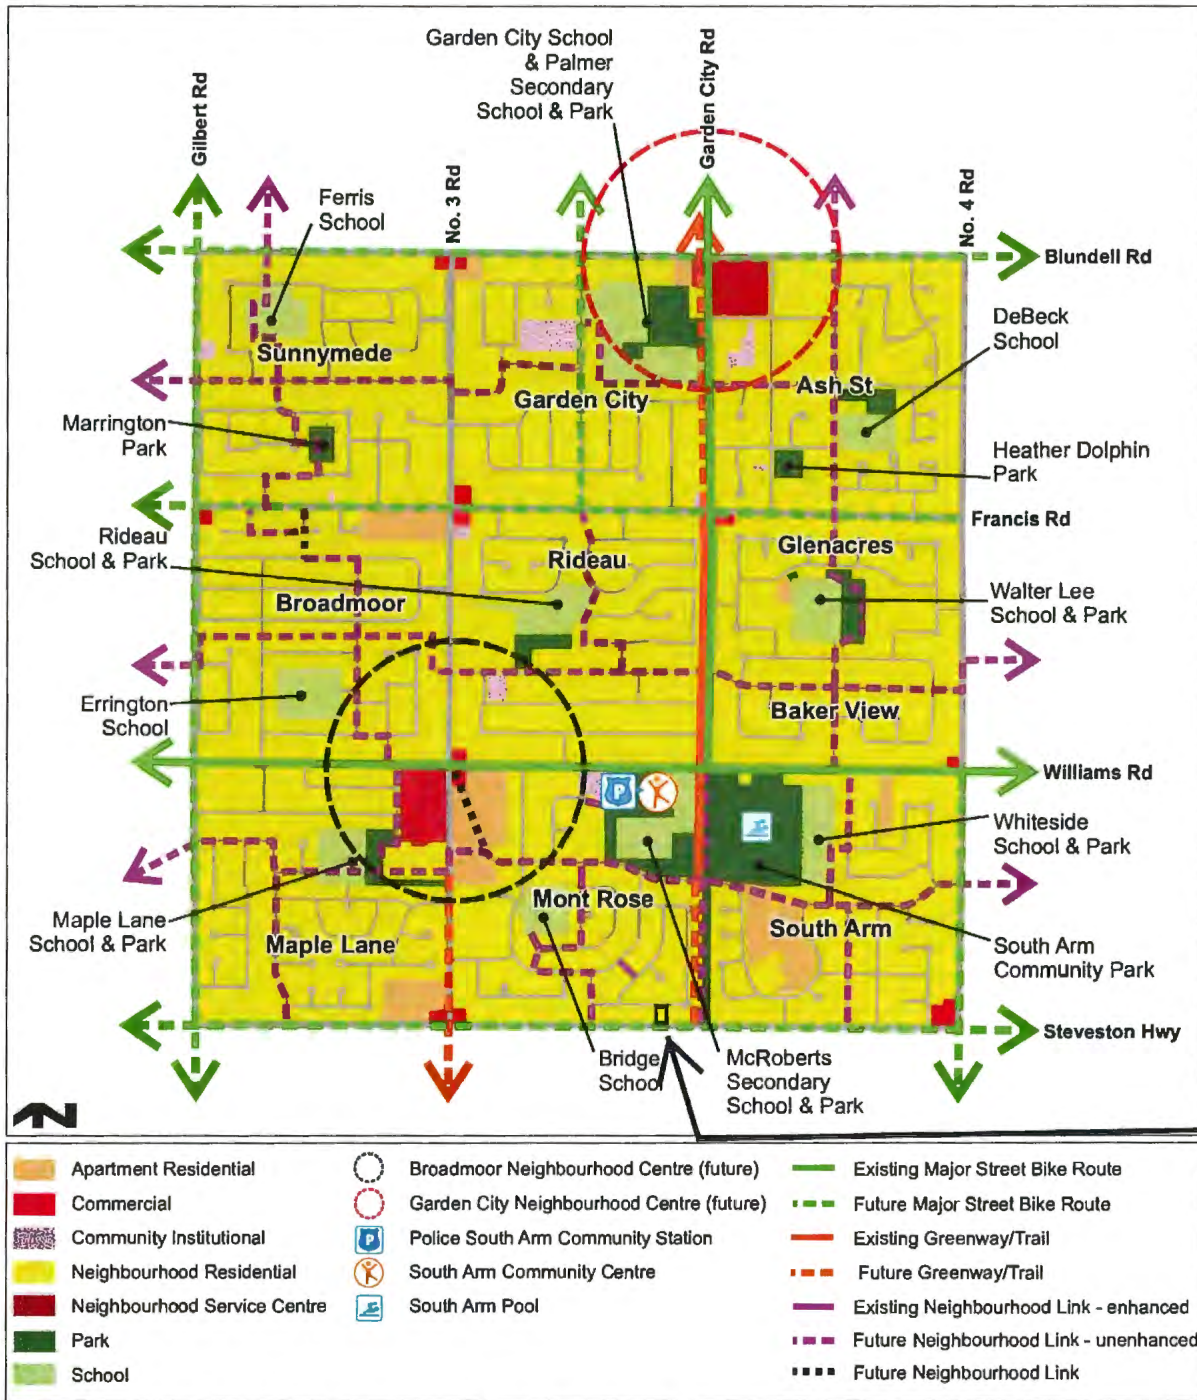 Garden City School
& Palmer
Secondary
School & Park
Gilbert Rd
No. 3 Rd
Garden City Rd
No. 4 Rd
Ferris
School
Blundell Rd
DeBeck
School
Sunnymede
Garden City
Ash St
Marrington
Park
Heather Dolphin
Park
Francis Rd
Rideau
School & Park
Rideau
Glenacres
Broadmoor
Walter Lee
School & Park
Errington
School
Baker View
Williams Rd
P
Whiteside
School & Park
Maple Lane
School & Park
Maple Lane
Mont Rose
South Arm
South Arm
Community Park
Steveston Hwy
Bridge
School
McRoberts
Secondary
School & Park
N
Apartment Residential
Commercial
Community Institutional
Neighbourhood Residential
Neighbourhood Service Centre
Park
School
Broadmoor Neighbourhood Centre (future)
Garden City Neighbourhood Centre (future)
P
Police South Arm Community Station
South Arm Community Centre
South Arm Pool
Existing Major Street Bike Route
Future Major Street Bike Route
Existing Greenway/Trail
Future Greenway/Trail
Existing Neighbourhood Link - enhanced
Future Neighbourhood Link - unenhanced
Future Neighbourhood Link